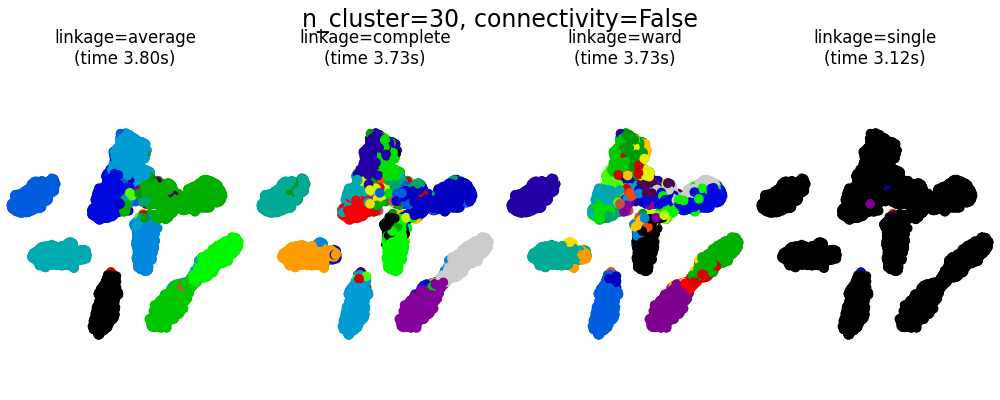 n_cluster=30, connectivity=False
linkage=average
(time 3.80s)
linkage=complete
(time 3.73s)
linkage=ward
(time 3.73s)
linkage=single
(time 3.12s)